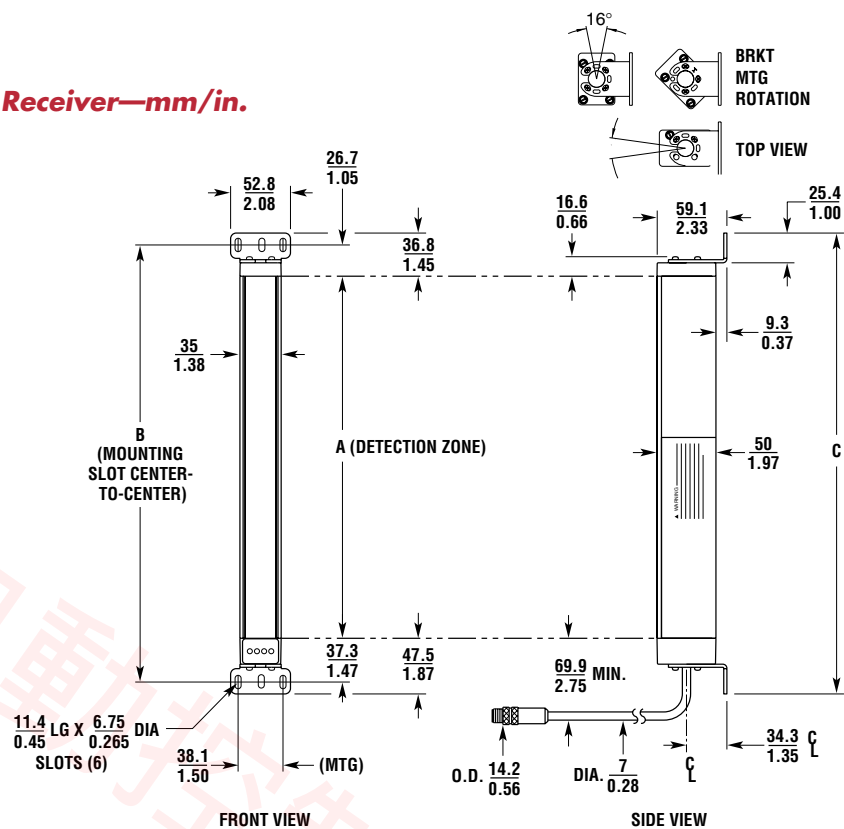 16°
BRKT
MTG
ROTATION
Receiver—mm/in.
TOP VIEW
26.7
1.05
52.8
2.08
36.8
1.45
16.6
0.66
59.1
2.33
25.4
1.00
35
1.38
9.3
0.37
B
(MOUNTING
SLOT CENTER-
TO-CENTER)
A (DETECTION ZONE)
50
1.97
C
▲ WARNING
37.3
1.47
47.5
1.87
69.9 MIN.
2.75
11.4 LG X 6.75 DIA
0.45 0.265
SLOTS (6)
38.1
1.50
(MTG)
O.D. 14.2
0.56
DIA. 7
0.28
C
L
34.3 C
1.35 L
FRONT VIEW
SIDE VIEW
動控